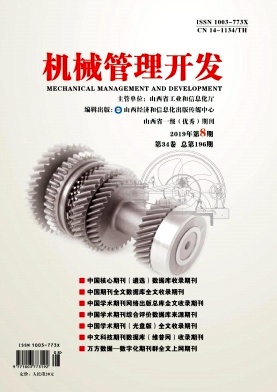 ISSN 1003-773X
CN 14-1134/TH
机械管理开发
MECHANICAL MANAGEMENT AND DEVELOPMENT
主管单位：山西省工业和信息化厅
编辑出版：山西经济和信息化出版传媒中心
山西省一级（优秀）期刊
2019年第8期
第34卷 总第196期
中国核心期刊（遴选）数据库收录期刊
中国期刊全文数据库全文收录期刊
中国学术期刊网络出版总库全文收录期刊
中国学术期刊综合评价数据库来源期刊
中国学术期刊（光盘版）全文收录期刊
中文科技期刊数据库（维普网）收录期刊
万方数据—数字化期刊群全文上网期刊
ISSN 1003-773X